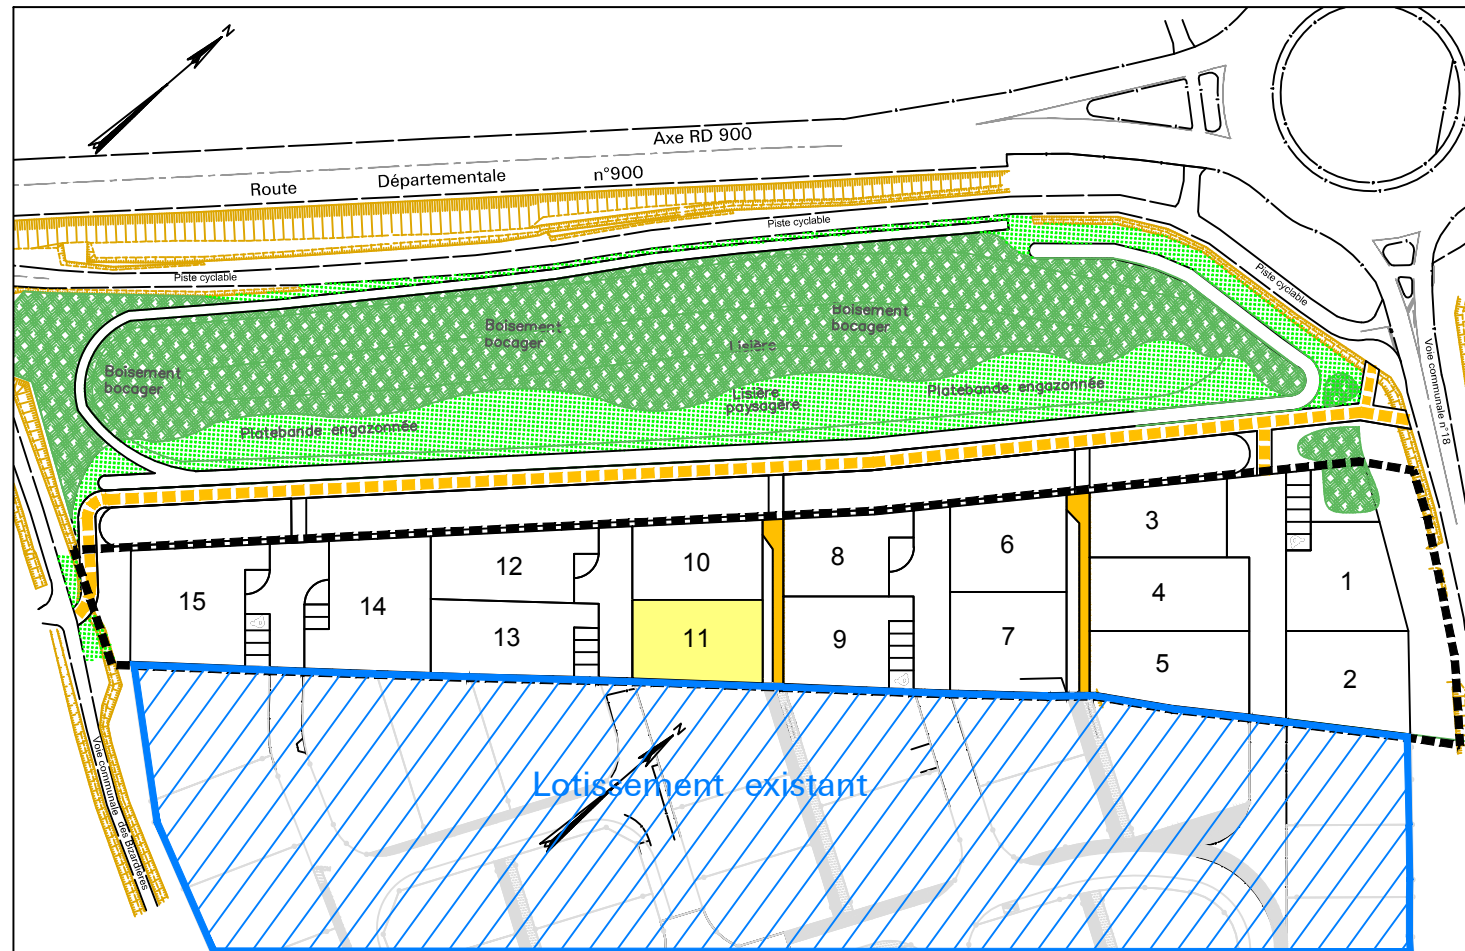 N
Axe RD 900
Route Départementale n°900
Piste cyclable
Piste cyclable
Piste cyclable
Boisement
bocager
Boisement
bocager
Boisement
bocager
Lisière
Lisière
paysagère
Platebande engazonnée
Platebande engazonnée
Voie communale n°18
3
6
8
10
12
15
14
13
11
9
7
4
5
1
2
N
Lotissement existant
Voie communale des Bizardières